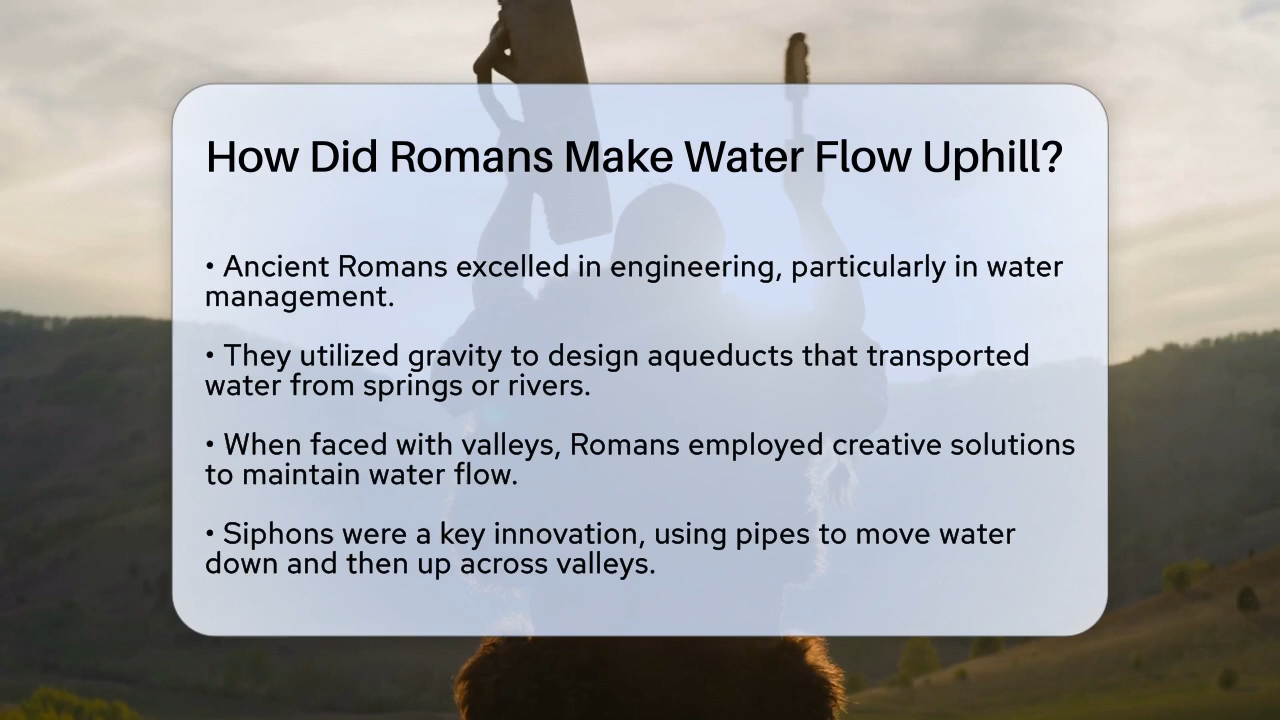 How Did Romans Make Water Flow Uphill?
• Ancient Romans excelled in engineering, particularly in water
management.
• They utilized gravity to design aqueducts that transported
water from springs or rivers.
• When faced with valleys, Romans employed creative solutions
to maintain water flow.
• Siphons were a key innovation, using pipes to move water
down and then up across valleys.